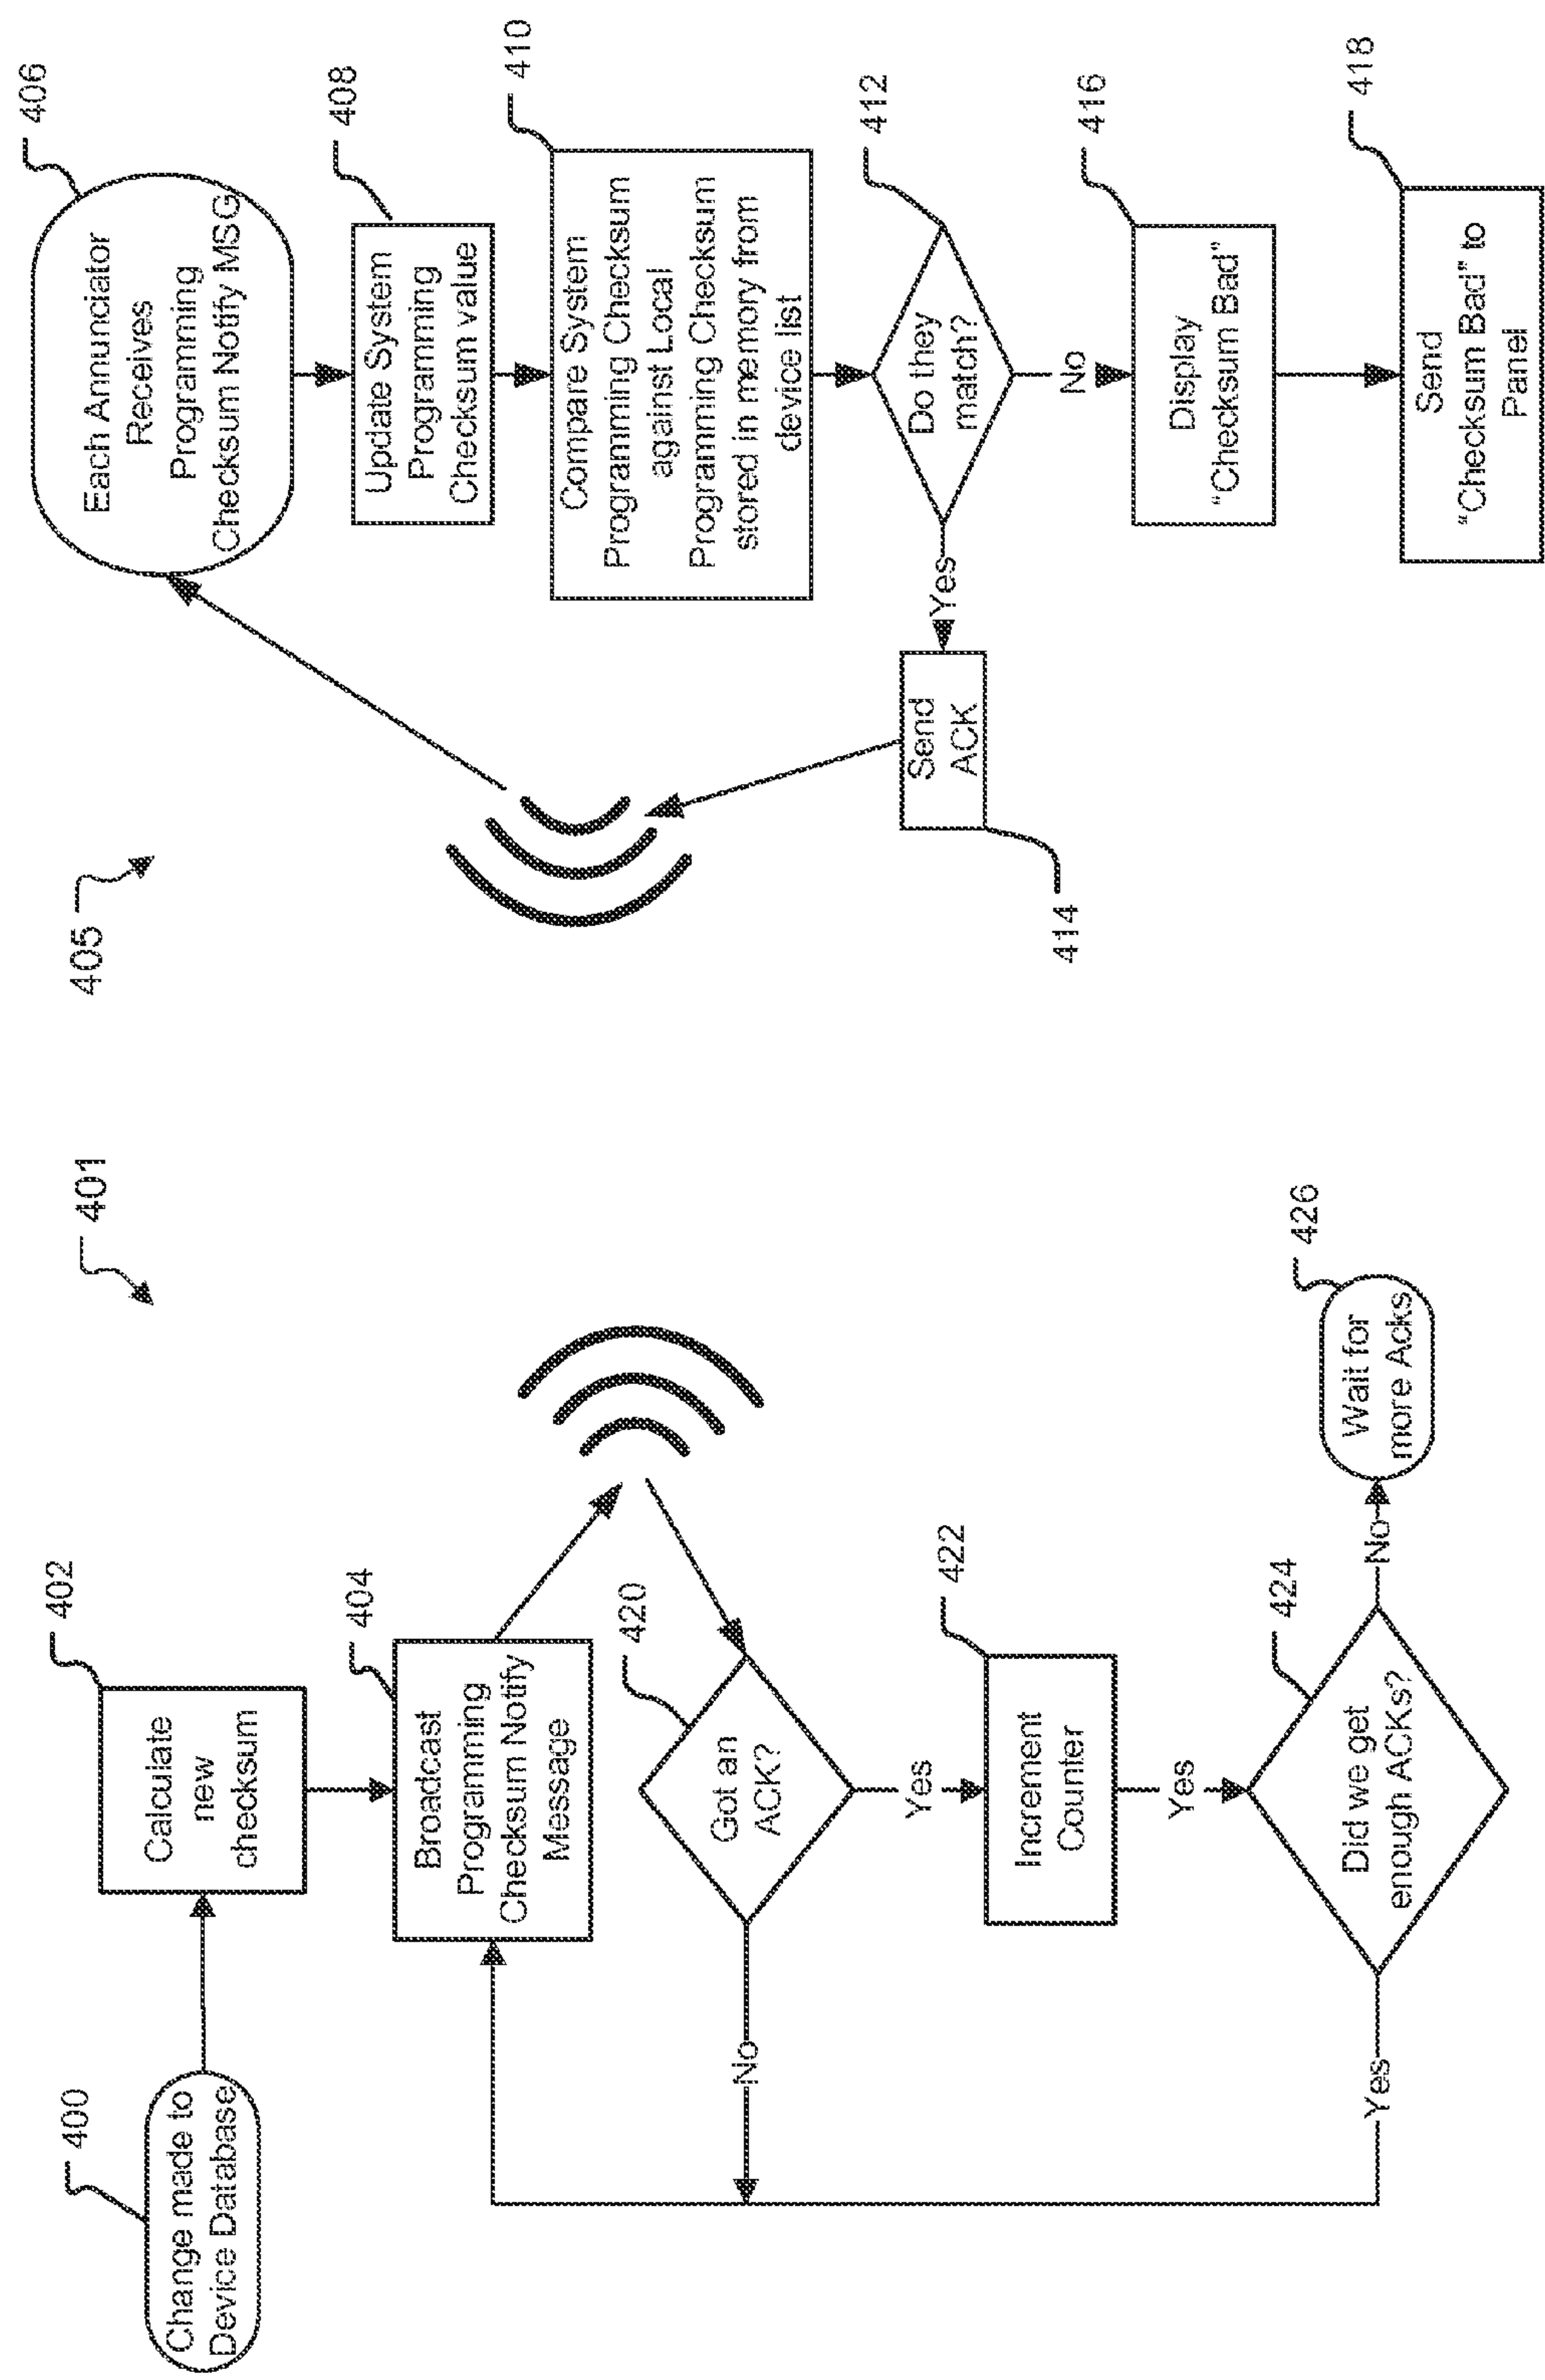 401
400
Change made to
Device Database
402
Calculate
new
checksum
404
Broadcast
Programming
Checksum Notify
Message
420
Got an
ACK?
No
Yes
422
Increment
Counter
Yes
424
Did we get
enough ACKs?
Yes
No
426
Wait for
more Acks
405
406
Each Annunciator
Receives
Programming
Checksum Notify MSG
408
Update System
Programming
Checksum value
410
Compare System
Programming Checksum
against Local
Programming Checksum
stored in memory from
device list
412
Do they
match?
Yes
414
Send
ACK
No
416
Display
“Checksum Bad”
418
Send
“Checksum Bad” to
Panel